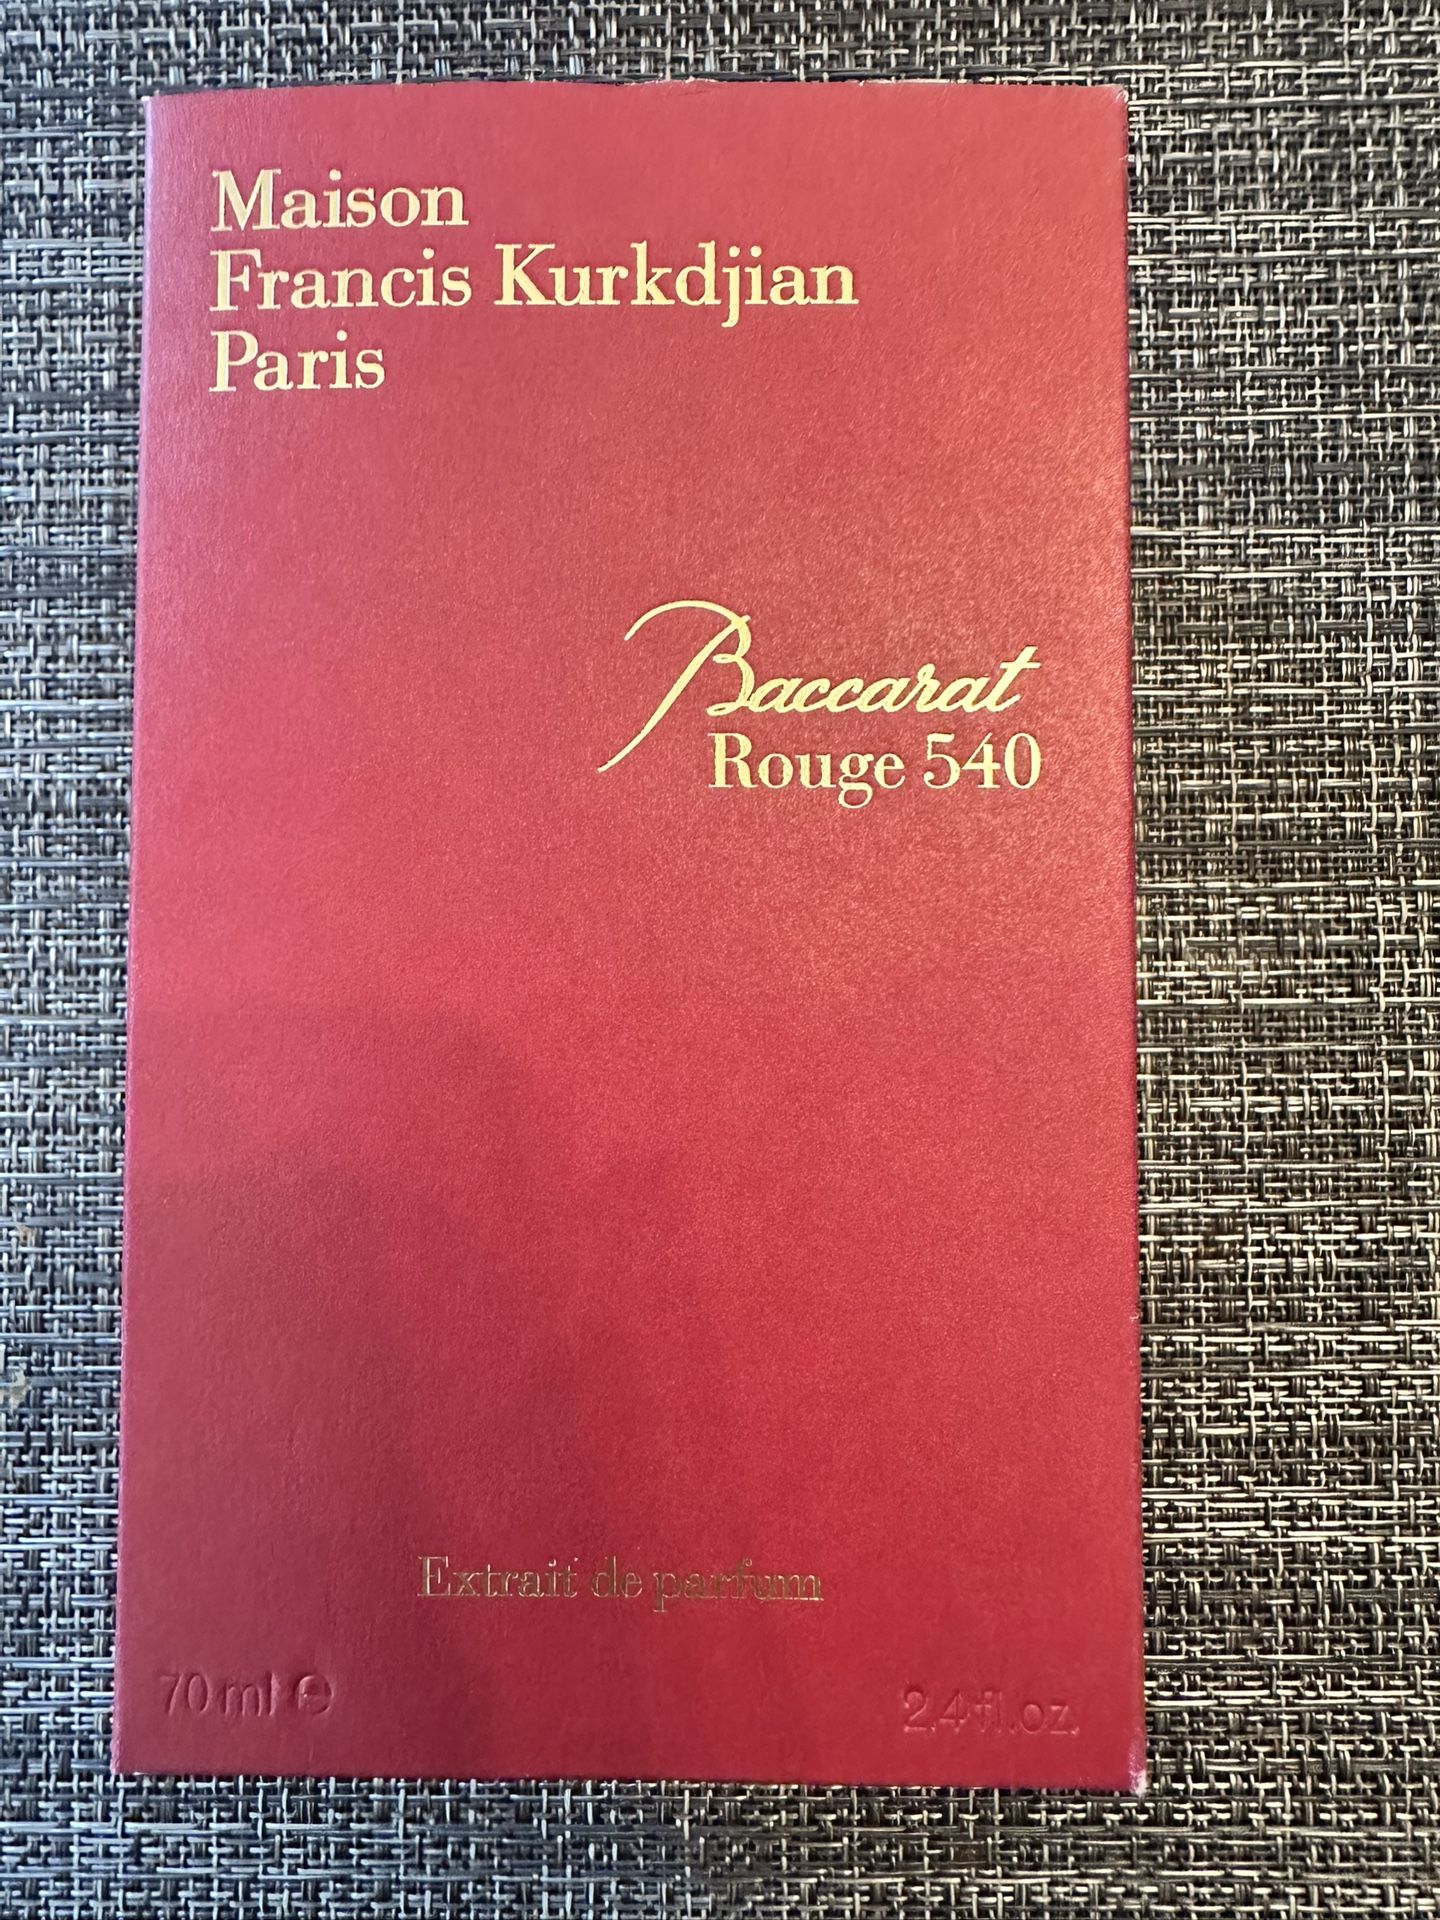 Maison
Francis Kurkdjian
Paris
Baccarat
Rouge 540
Extrait de parfum
70 ml ℮
2,4 fl.oz.